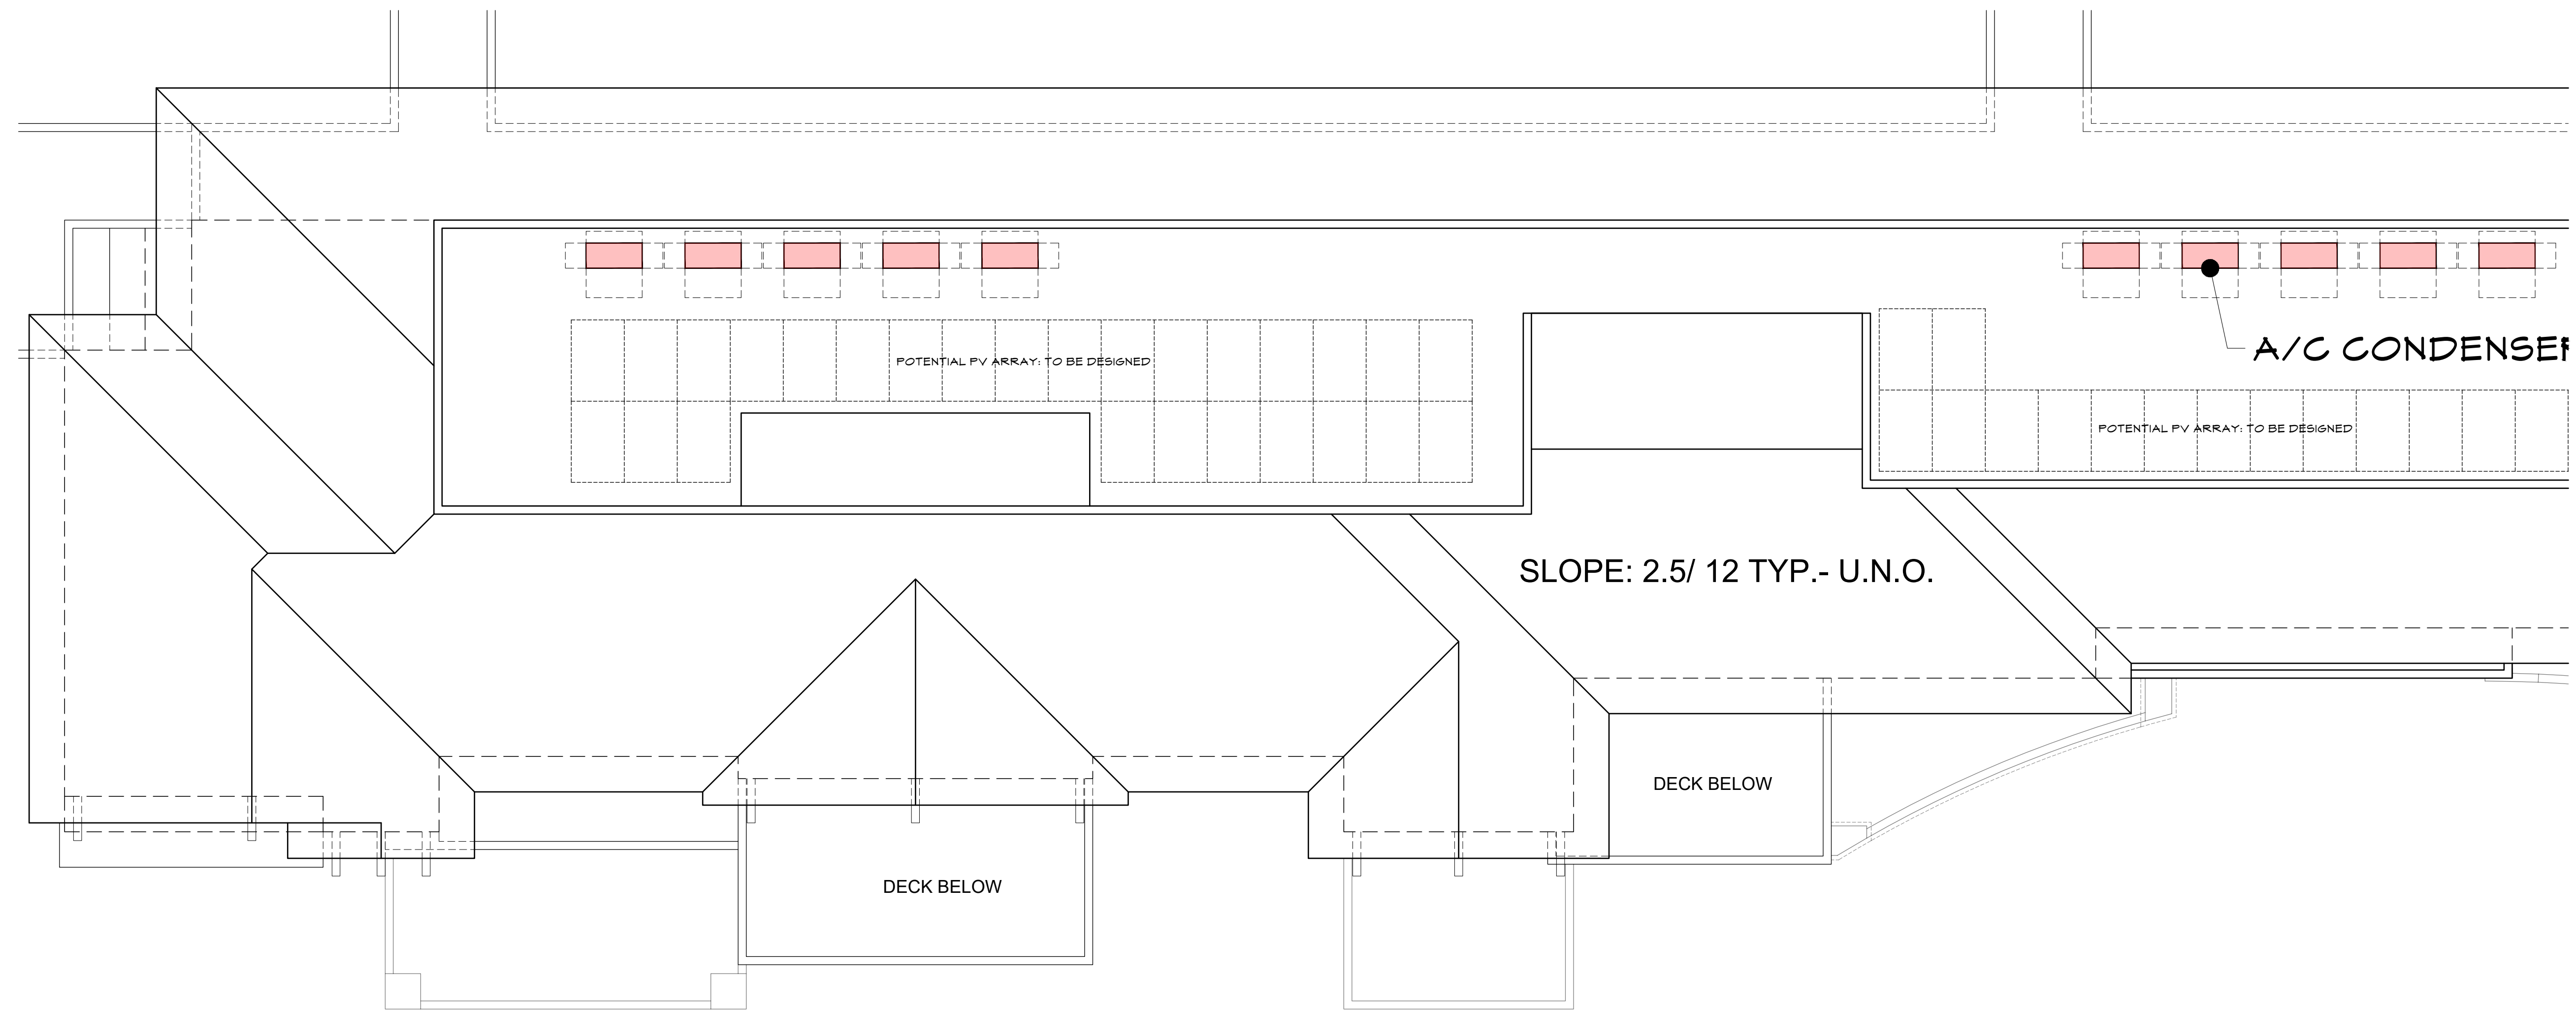 POTENTIAL PV ARRAY: TO BE DESIGNED
A/C CONDENSER
POTENTIAL PV ARRAY: TO BE DESIGNED
SLOPE: 2.5/ 12 TYP.- U.N.O.
DECK BELOW
DECK BELOW